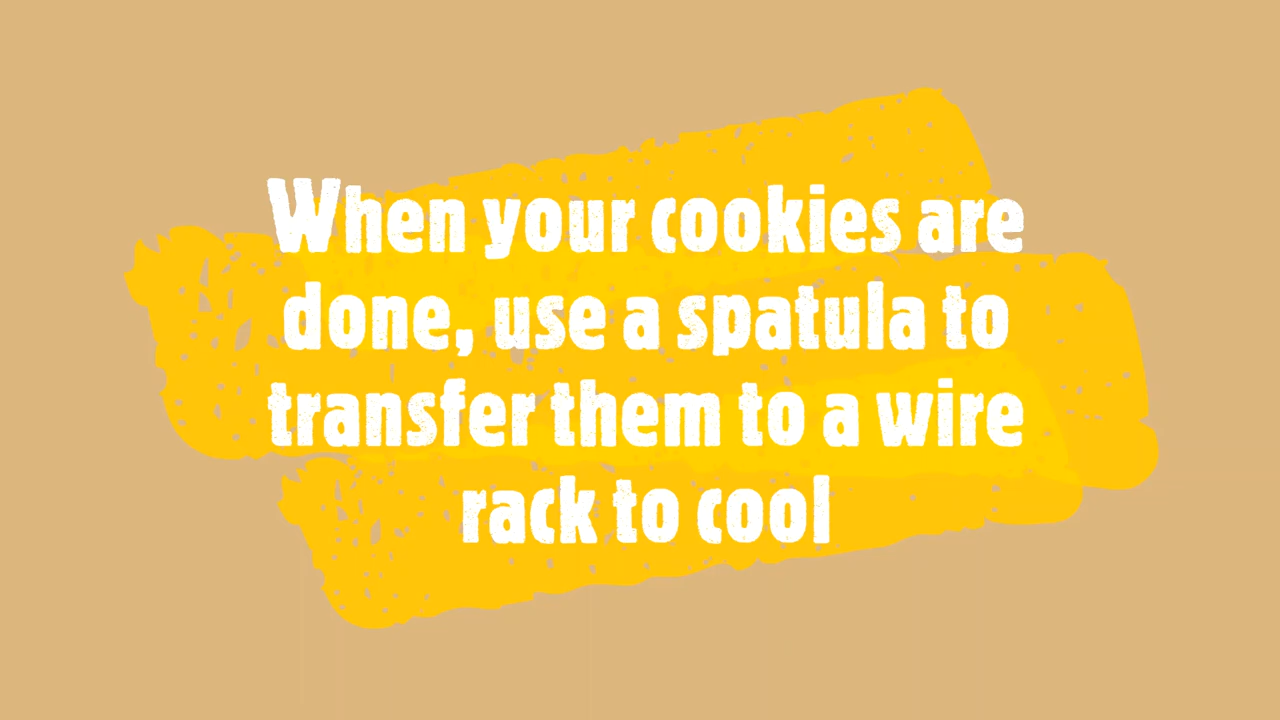 When your cookies are
done, use a spatula to
transfer them to a wire
rack to cool